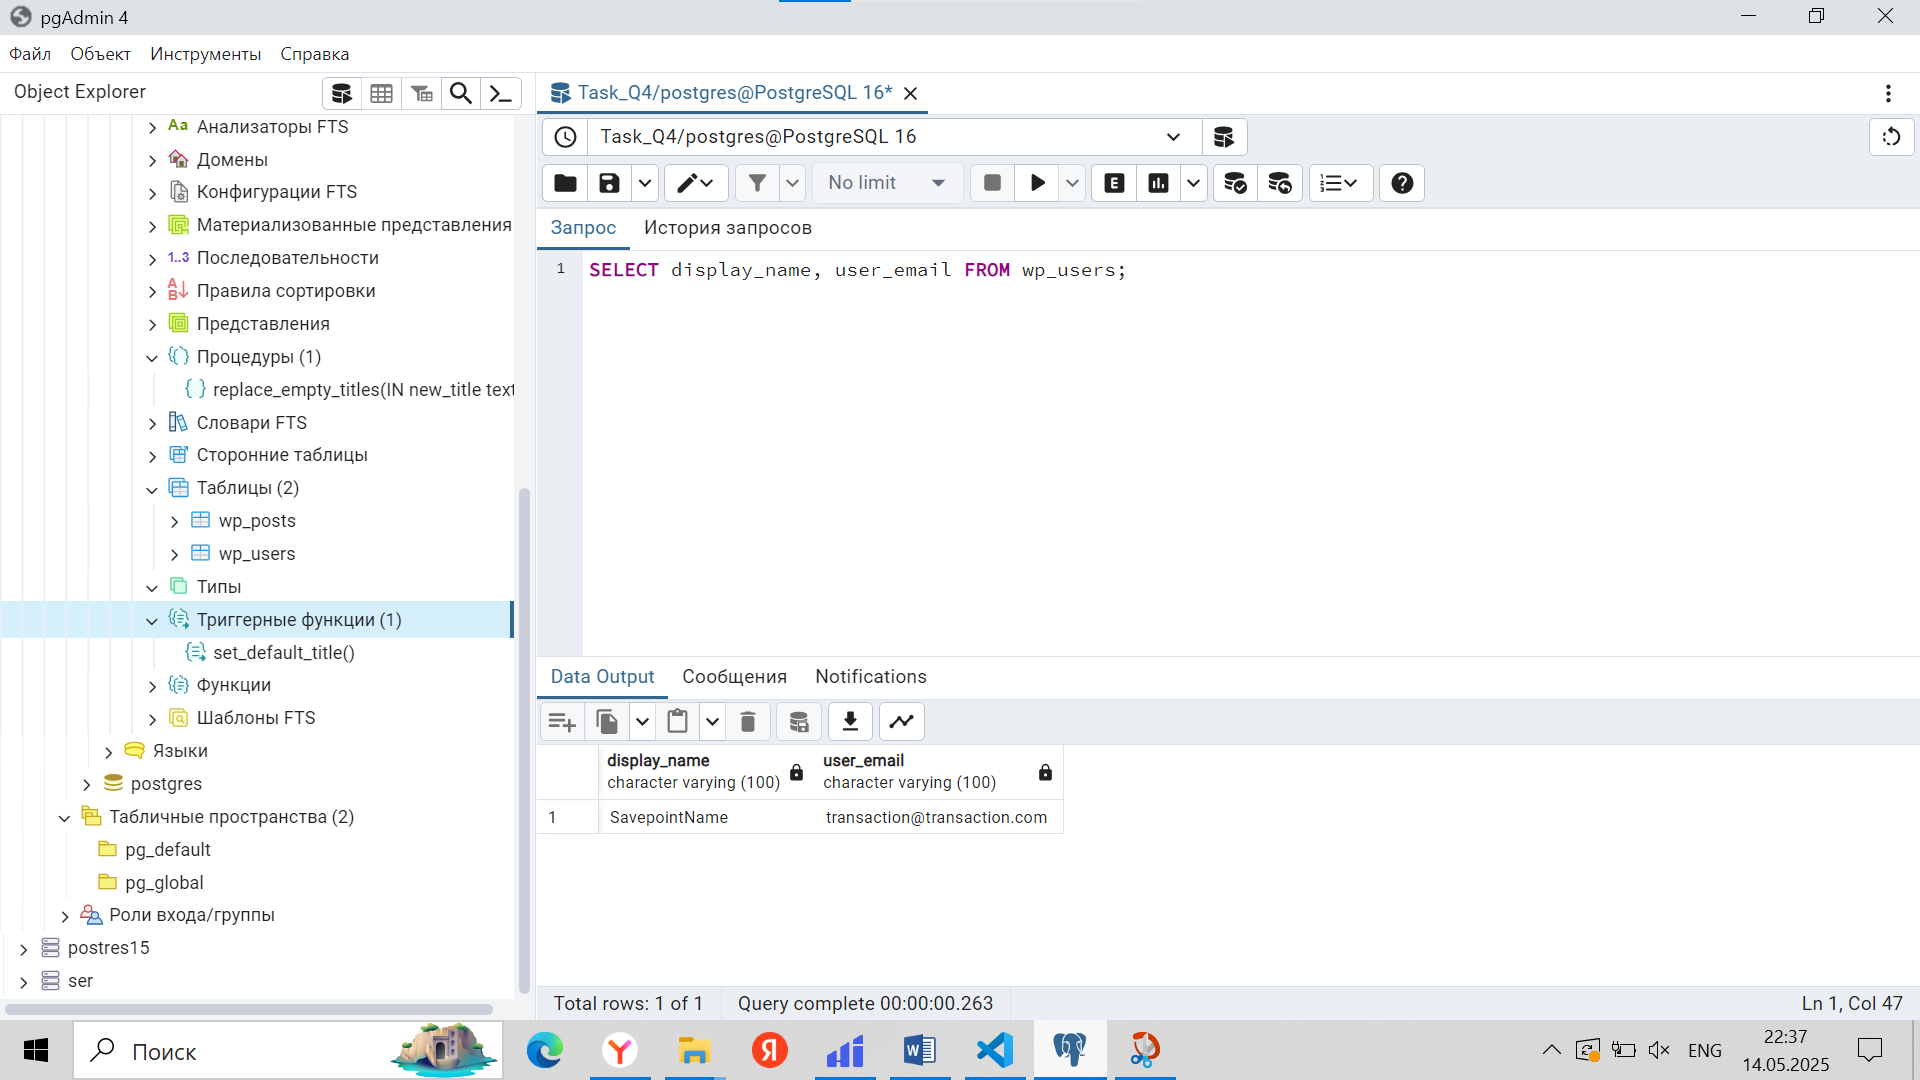 pgAdmin 4
Файл Объект Инструменты Справка
Object Explorer
Aa Анализаторы FTS
Домены
Конфигурации FTS
Материализованные представления
1..3 Последовательности
Правила сортировки
Представления
Процедуры (1)
replace_empty_titles(IN new_title text
Словари FTS
Сторонние таблицы
Таблицы (2)
wp_posts
wp_users
Типы
Триггерные функции (1)
set_default_title()
Функции
Шаблоны FTS
Языки
postgres
Табличные пространства (2)
pg_default
pg_global
Роли входа/группы
postres15
ser
Task_Q4/postgres@PostgreSQL 16*
Task_Q4/postgres@PostgreSQL 16
No limit
E
Запрос История запросов
1 SELECT display_name, user_email FROM wp_users;
Data Output Сообщения Notifications
display_name user_email
character varying (100) character varying (100)
1 SavepointName transaction@transaction.com
Total rows: 1 of 1 Query complete 00:00:00.263 Ln 1, Col 47
Поиск
ENG
22:37
14.05.2025